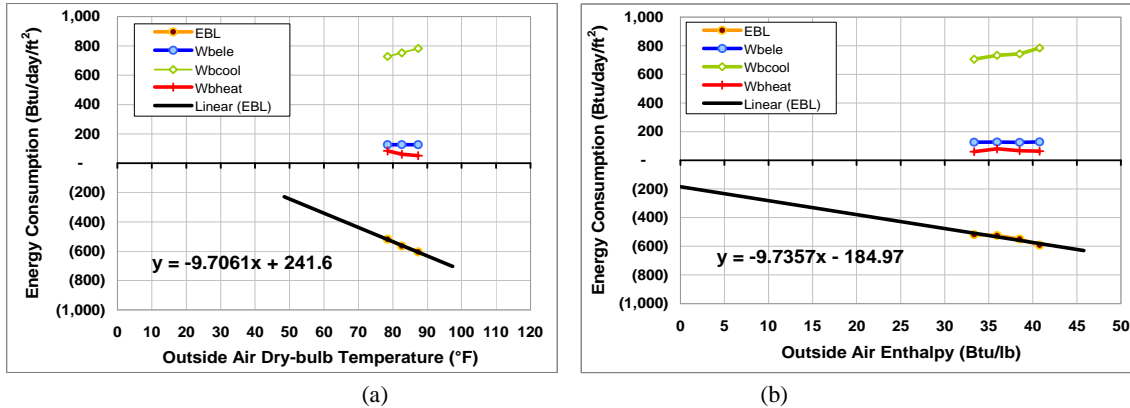 Energy Consumption (Btu/day/ft²)
1,000
800
600
400
200
-
(200)
(400)
(600)
(800)
(1,000)
EBL
Wbele
Wbcool
Wbheat
Linear (EBL)
y = -9.7061x + 241.6
0 10 20 30 40 50 60 70 80 90 100 110 120
Outside Air Dry-bulb Temperature (°F)
(a)
Energy Consumption (Btu/day/ft²)
1,000
800
600
400
200
-
(200)
(400)
(600)
(800)
(1,000)
EBL
Wbele
Wbcool
Wbheat
Linear (EBL)
y = -9.7357x - 184.97
0 5 10 15 20 25 30 35 40 45 50
Outside Air Enthalpy (Btu/lb)
(b)